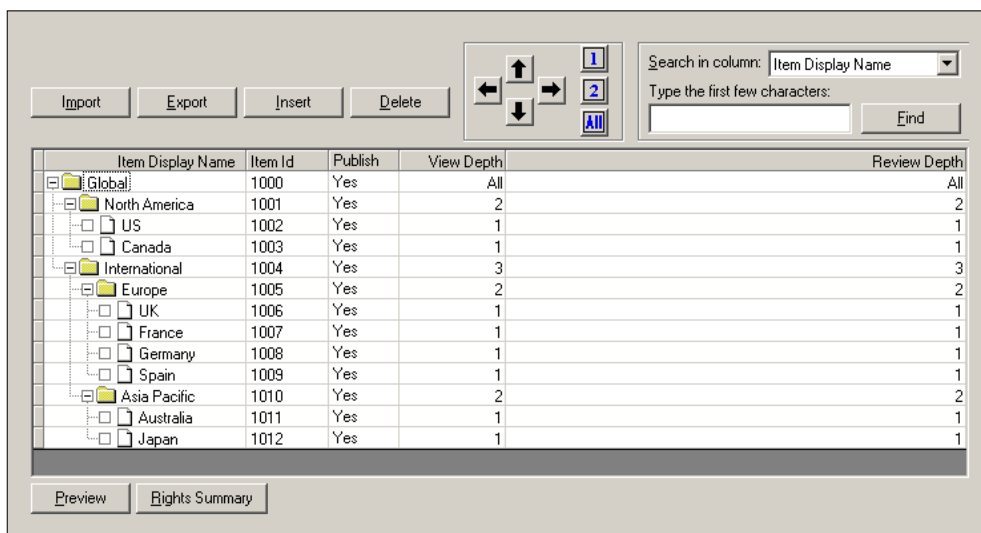 1
Search in column: Item Display Name
2
Type the first few characters:
Import Export Insert Delete
All
Find
Item Display Name Item Id Publish View Depth Review Depth
Global 1000 Yes All All
North America 1001 Yes 2 2
US 1002 Yes 1 1
Canada 1003 Yes 1 1
International 1004 Yes 3 3
Europe 1005 Yes 2 2
UK 1006 Yes 1 1
France 1007 Yes 1 1
Germany 1008 Yes 1 1
Spain 1009 Yes 1 1
Asia Pacific 1010 Yes 2 2
Australia 1011 Yes 1 1
Japan 1012 Yes 1 1
Preview Rights Summary